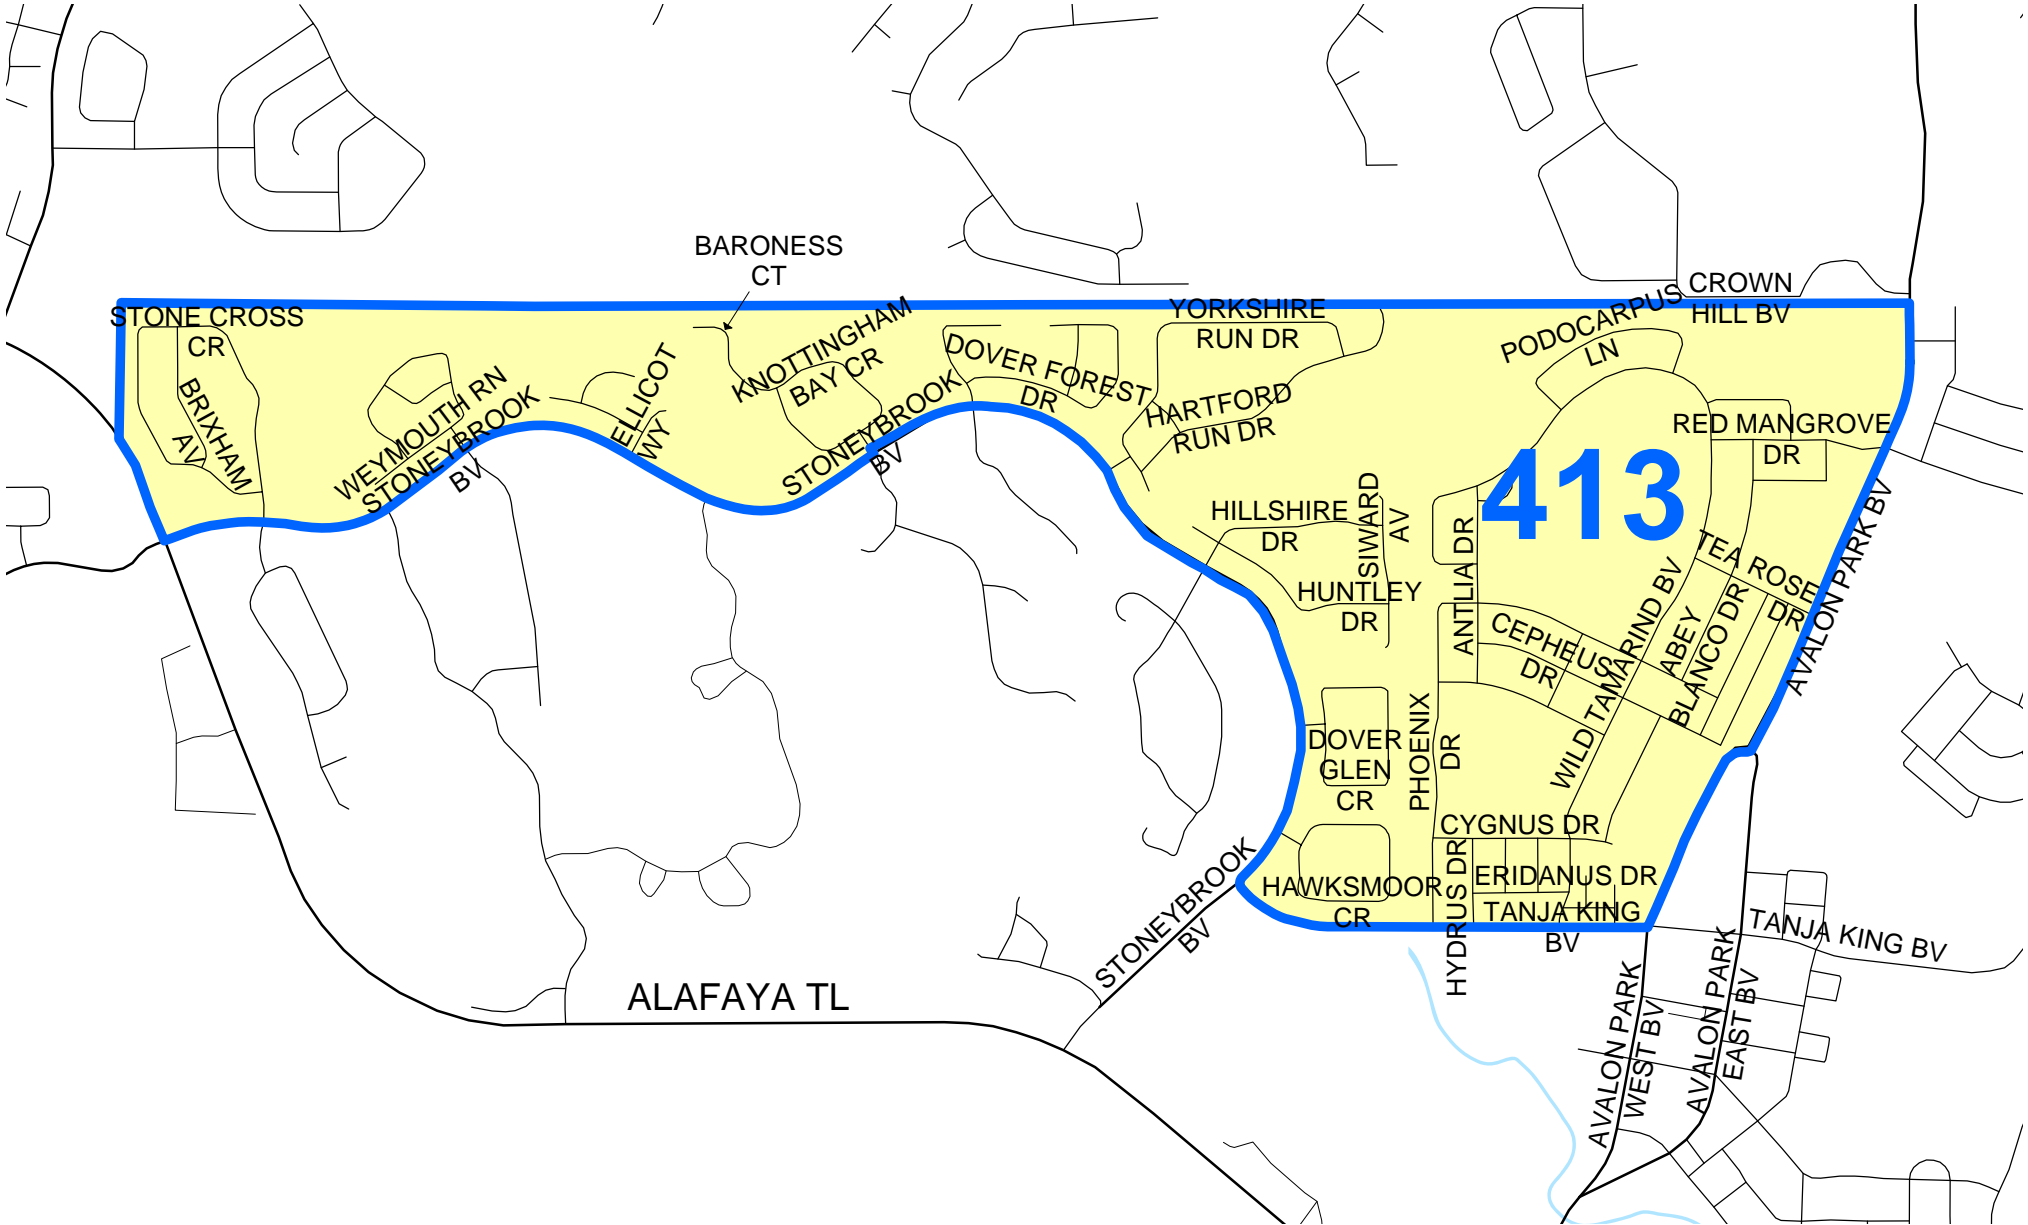 BARONESS
CT
CROWN
HILL BV
STONE CROSS
CR
BRIXHAM
AV
WEYMOUTH RN
STONEYBROOK
BV
ELLICOT
WY
KNOTTINGHAM
BAY CR
STONEYBROOK
BV
DOVER FOREST
DR
YORKSHIRE
RUN DR
HARTFORD
RUN DR
PODOCARPUS
LN
RED MANGROVE
DR
413
HILLSHIRE
DR
SIWARD
AV
HUNTLEY
DR
ANTLIA DR
CEPHEUS
DR
TEA ROSE
DR
AVALON PARK BV
WILD TAMARIND BV
ABEY
BLANCO DR
DOVER
GLEN
CR
PHOENIX
DR
CYGNUS DR
HYDRUS DR
ERIDANUS DR
HAWKSMOOR
CR
TANJA KING
BV
STONEYBROOK
BV
TANJA KING BV
ALAFAYA TL
AVALON PARK
WEST BV
AVALON PARK
EAST BV